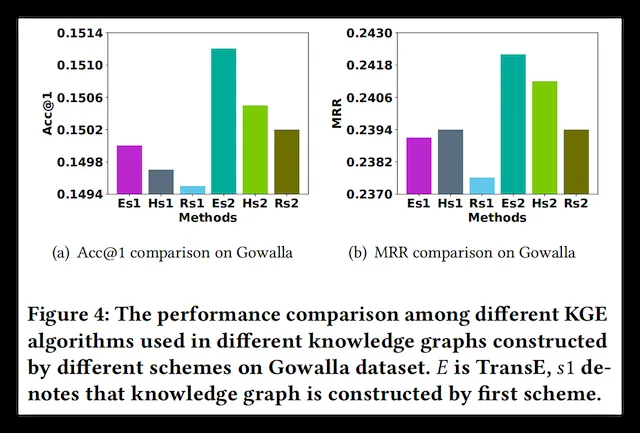 0.1514
0.1510
0.1506
0.1502
0.1498
0.1494
Acc@1
Es1 Hs1 Rs1 Es2 Hs2 Rs2
Methods
(a) Acc@1 comparison on Gowalla
0.2430
0.2418
0.2406
0.2394
0.2382
0.2370
MRR
Es1 Hs1 Rs1 Es2 Hs2 Rs2
Methods
(b) MRR comparison on Gowalla
Figure 4: The performance comparison among different KGE
algorithms used in different knowledge graphs constructed
by different schemes on Gowalla dataset. E is TransE, s1 de-
notes that knowledge graph is constructed by first scheme.